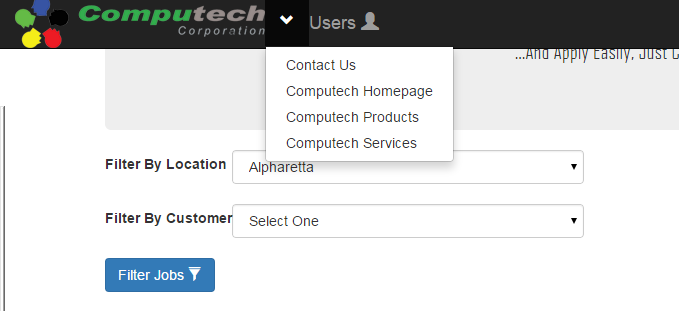 Computech
Corporation
Users
...And Apply Easily, Just
Contact Us
Computech Homepage
Computech Products
Computech Services
Filter By Location
Alpharetta
Filter By Customer
Select One
Filter Jobs